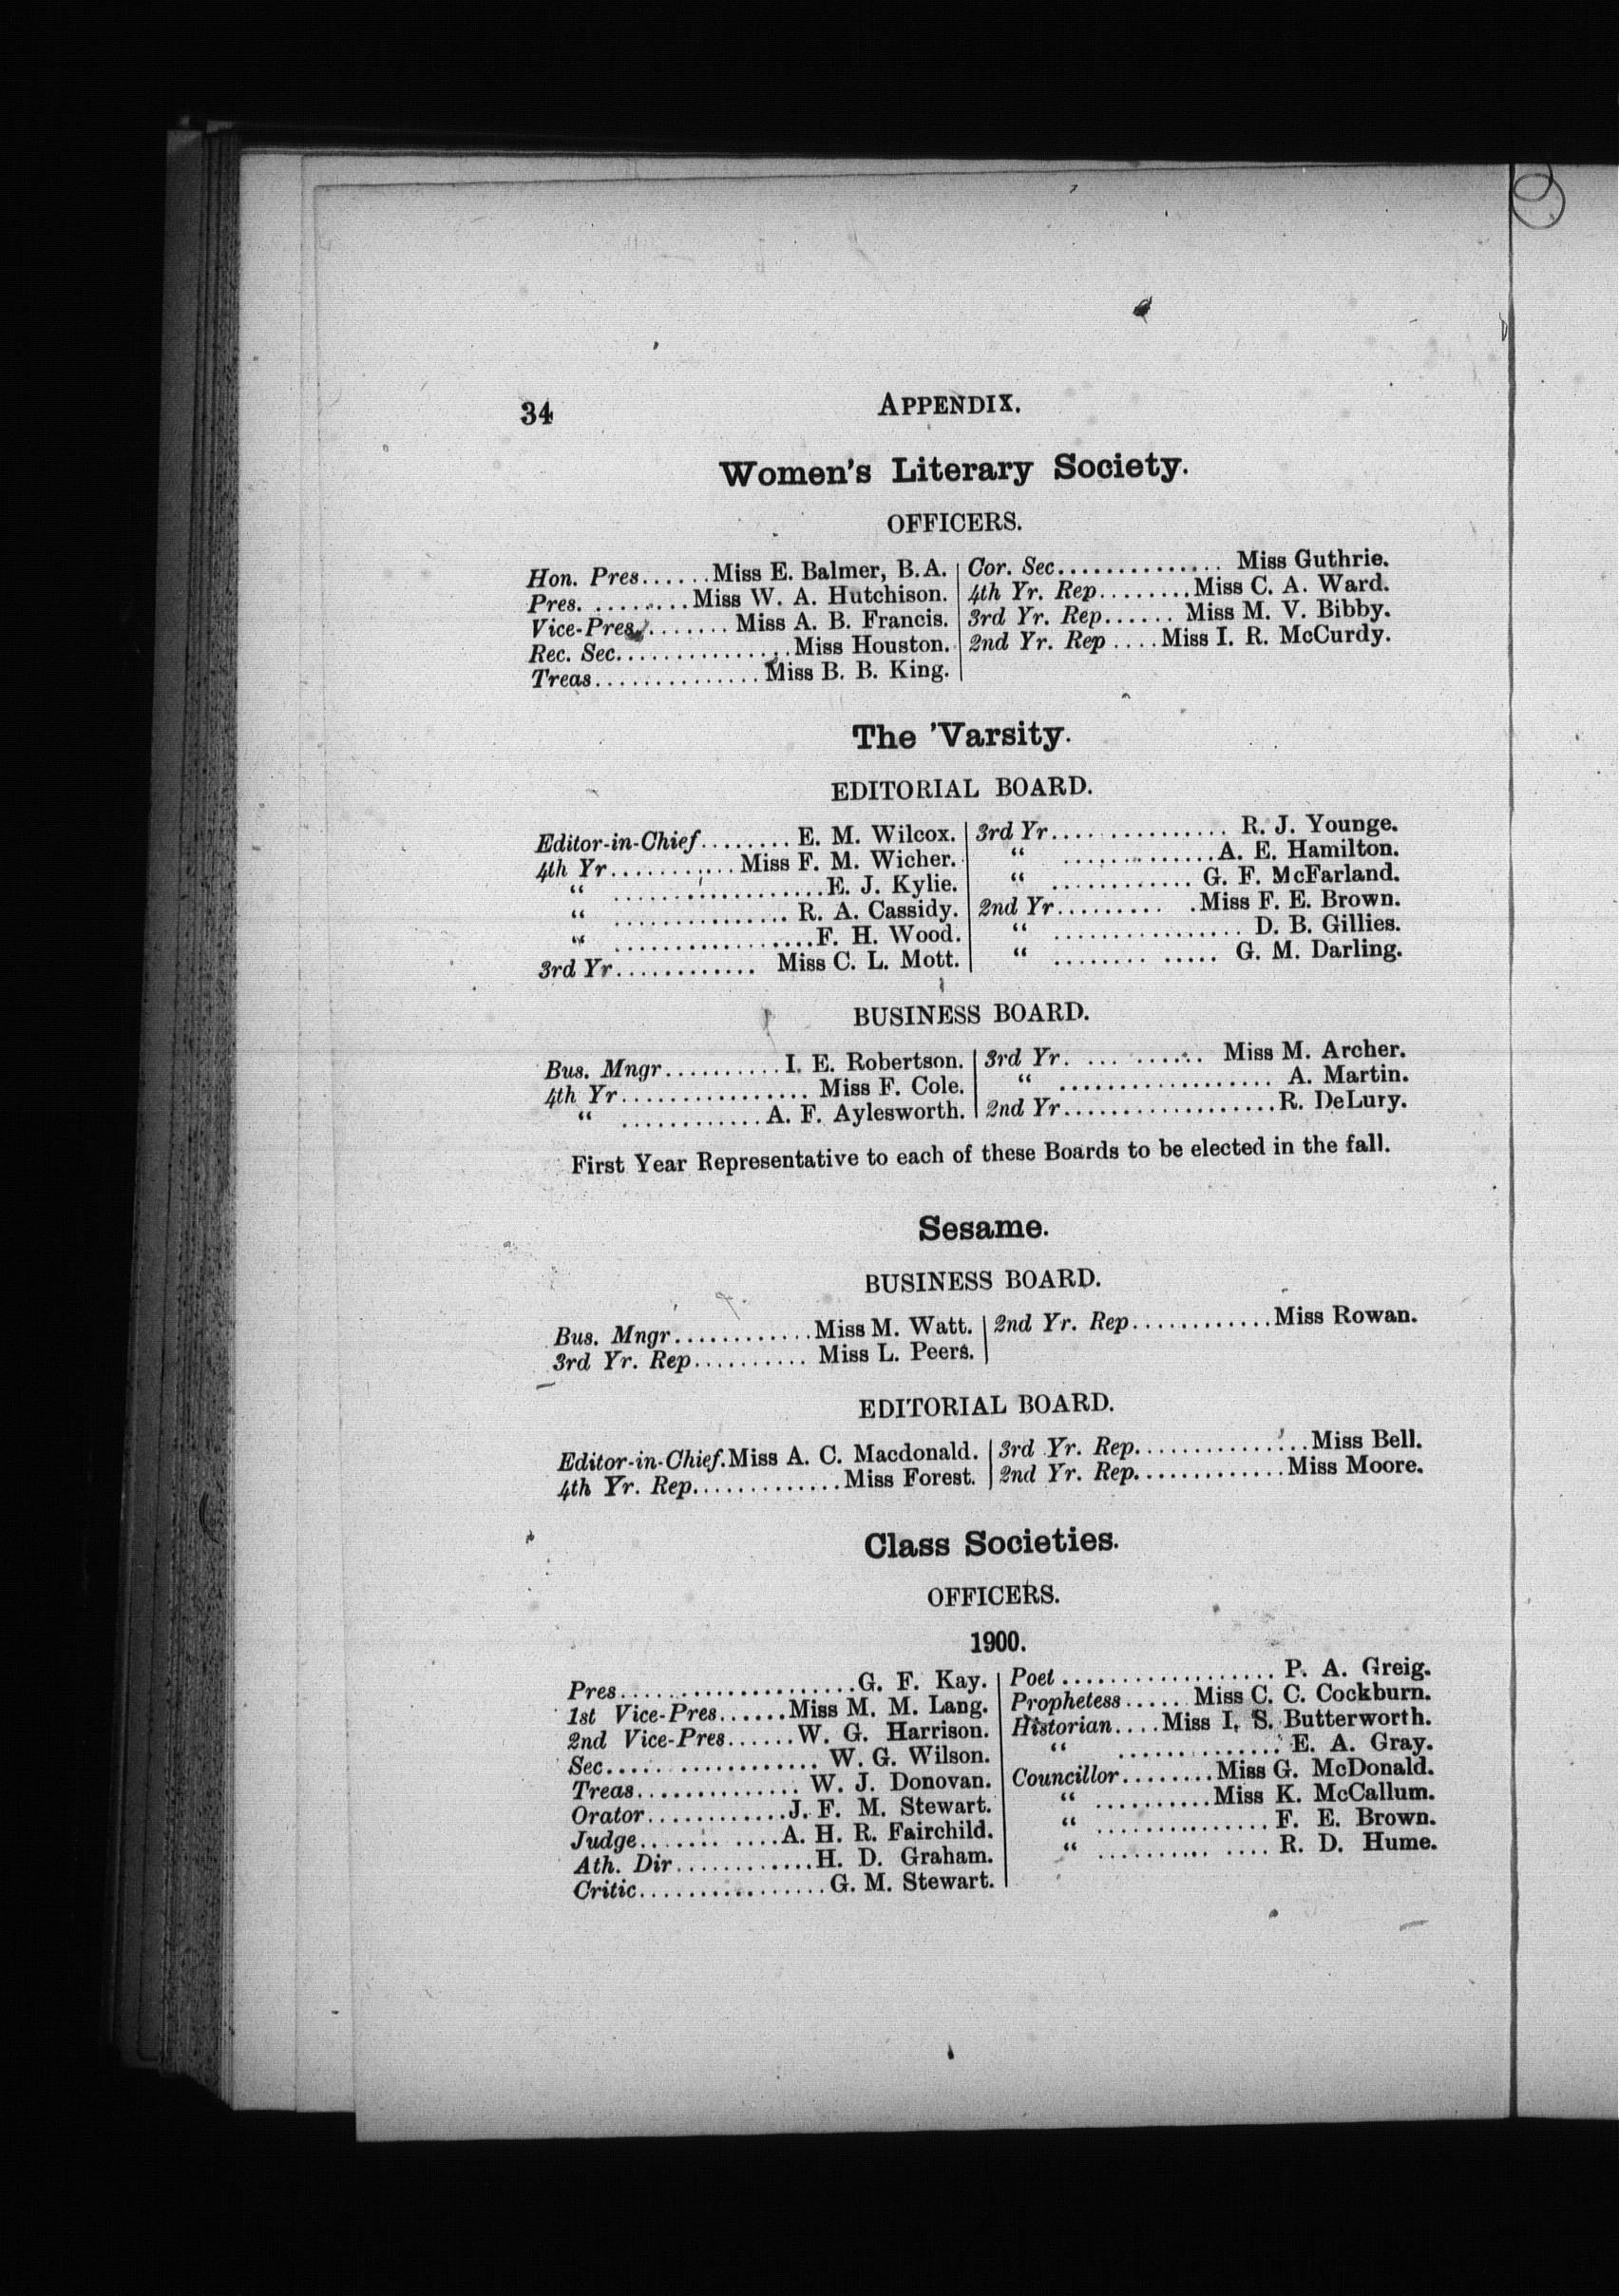 34
APPENDIX.
Women's Literary Society.
OFFICERS.
Hon. Pres......Miss E. Balmer, B.A.
Pres. .........Miss W. A. Hutchison.
Vice-Pres........ Miss A. B. Francis.
Rec. Sec...............Miss Houston.
Treas.............. Miss B. B. King.
Cor. Sec.............. Miss Guthrie.
4th Yr. Rep........Miss C. A. Ward.
3rd Yr. Rep...... Miss M. V. Bibby.
2nd Yr. Rep ....Miss I. R. McCurdy.
The 'Varsity.
EDITORIAL BOARD.
Editor-in-Chief........ E. M. Wilcox.
4th Yr........... Miss F. M. Wicher.
“ ..................E. J. Kylie.
“ ............... R. A. Cassidy.
“ .................F. H. Wood.
3rd Yr............ Miss C. L. Mott.
3rd Yr............... R. J. Younge.
“ .............A. E. Hamilton.
“ ............ G. F. McFarland.
2nd Yr......... .Miss F. E. Brown.
“ ................ D. B. Gillies.
“ ........ ..... G. M. Darling.
BUSINESS BOARD.
Bus. Mngr..........I. E. Robertson.
4th Yr................ Miss F. Cole.
“ ............A. F. Aylesworth.
3rd Yr. ... ...... Miss M. Archer.
“ .................. A. Martin.
2nd Yr..................R. DeLury.
First Year Representative to each of these Boards to be elected in the fall.
Sesame.
BUSINESS BOARD.
Bus. Mngr............Miss M. Watt.
3rd Yr. Rep.......... Miss L. Peers.
2nd Yr. Rep............Miss Rowan.
EDITORIAL BOARD.
Editor-in-Chief.Miss A. C. Macdonald.
4th Yr. Rep.............Miss Forest.
3rd Yr. Rep...............Miss Bell.
2nd Yr. Rep.............Miss Moore.
Class Societies.
OFFICERS.
1900.
Pres....................G. F. Kay.
1st Vice-Pres......Miss M. M. Lang.
2nd Vice-Pres......W. G. Harrison.
Sec.................. W. G. Wilson.
Treas.............. W. J. Donovan.
Orator............J. F. M. Stewart.
Judge....... ....A. H. R. Fairchild.
Ath. Dir............H. D. Graham.
Critic................G. M. Stewart.
Poet .................. P. A. Greig.
Prophetess...... Miss C. C. Cockburn.
Historian....Miss I. S. Butterworth.
“ .............. E. A. Gray.
Councillor........Miss G. McDonald.
“ ..........Miss K. McCallum.
“ ............... F. E. Brown.
“ .......... .... R. D. Hume.